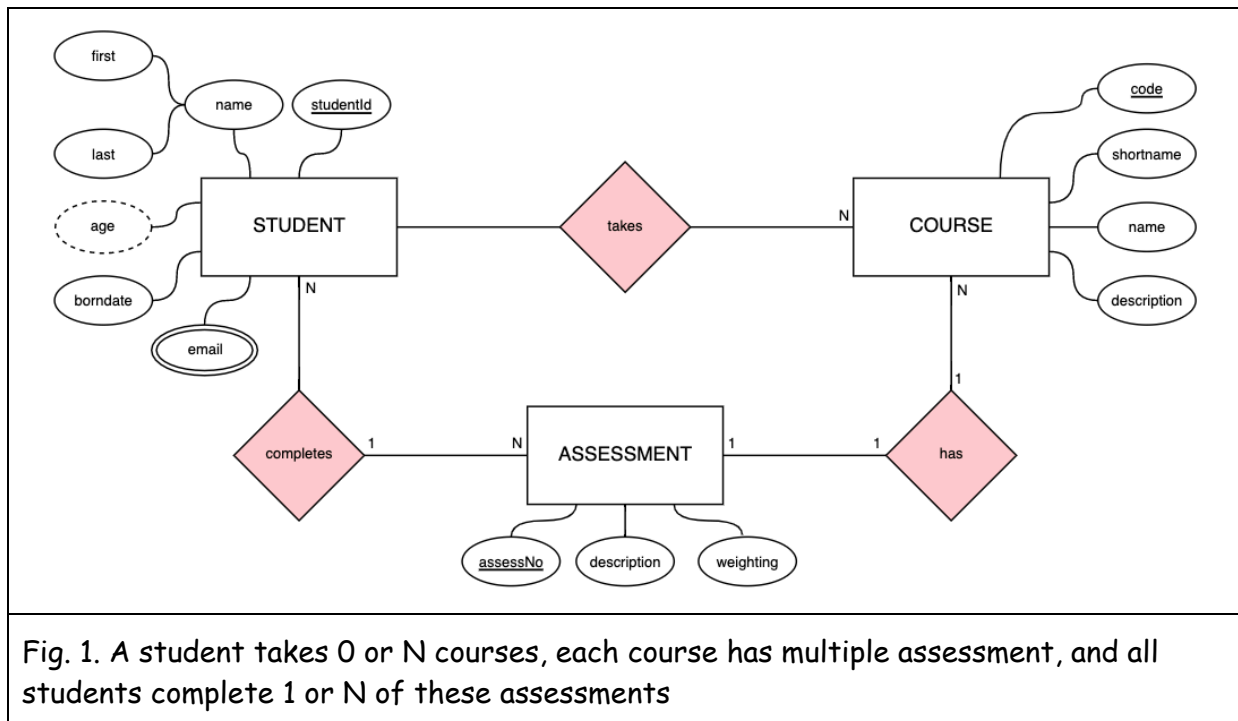 first
name
studentId
last
age
borndate
email
STUDENT
N
takes
N
COURSE
N
code
shortname
name
description
completes
1
N
ASSESSMENT
1
1
has
1
assessNo
description
weighting
Fig. 1. A student takes 0 or N courses, each course has multiple assessment, and all
students complete 1 or N of these assessments